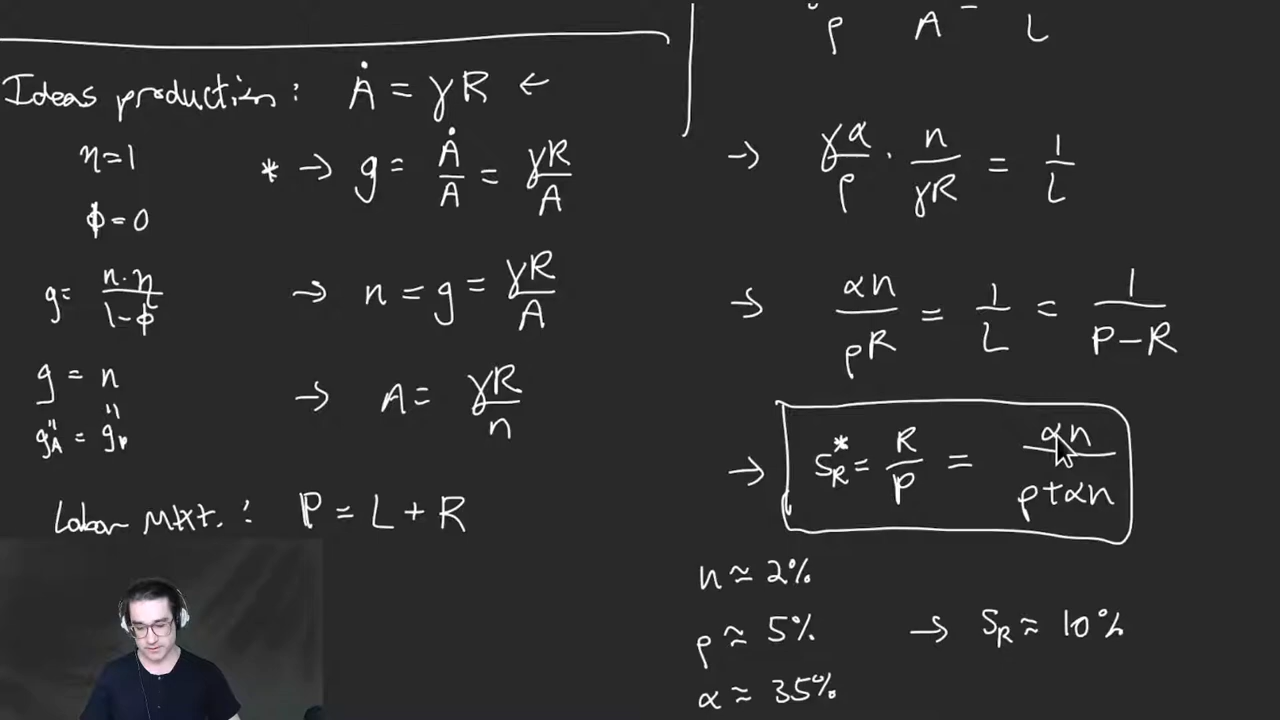 Ideas production: Ȧ = γR ←
η=1
* → g = Ȧ/A = γR/A
ϕ=0
g = n·η/1-ϕ
→ n = g = γR/A
g = n
" "
g_A = g_P
→ A = γR/n
Labor mkt.: P = L + R
ρ A = L
→ γα/ρ · n/γR = 1/L
→ αn/ρR = 1/L = 1/P-R
→ S_R* = R/P = αn/ρ+αn
n ≈ 2%
ρ ≈ 5% → S_R ≈ 10%
α ≈ 35%